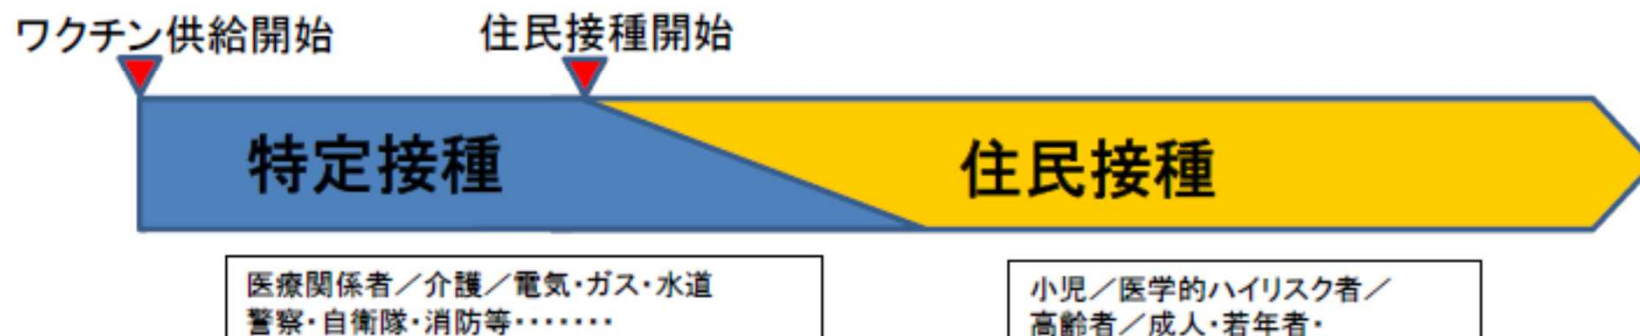 ワクチン供給開始
住民接種開始
特定接種
住民接種
医療関係者／介護／電気・ガス・水道
警察・自衛隊・消防等・・・・・・・
小児／医学的ハイリスク者／
高齢者／成人・若年者・